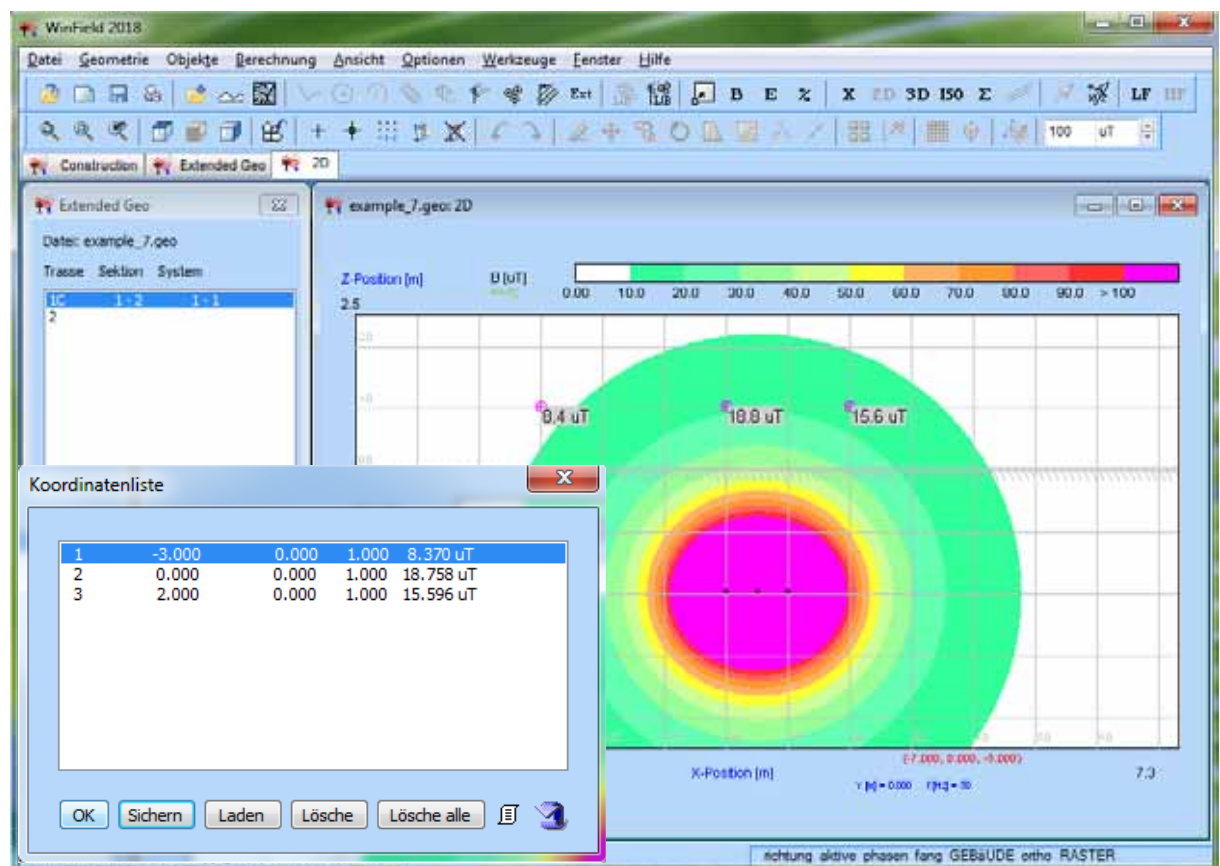 WinField 2018
Datei Geometrie Objekte Berechnung Ansicht Optionen Werkzeuge Fenster Hilfe
Ext B E X 3D ISO Σ LF
100 uT
Construction Extended Geo 2D
Extended Geo
example_7.geo: 2D
Datei: example_7.geo
Trasse Sektion System
1C 1-2 1-1
2
Z-Position [m]
B [uT]
0.00 10.0 20.0 30.0 40.0 50.0 60.0 70.0 80.0 90.0 > 100
2.5
8.4 uT
18.8 uT
15.6 uT
Koordinatenliste
1 -3.000 0.000 1.000 8.370 uT
2 0.000 0.000 1.000 18.758 uT
3 2.000 0.000 1.000 15.596 uT
OK Sichern Laden Lösche Lösche alle
X-Position [m]
7.3
richtung aktive phasen fang GEBäUDE ortho RASTER